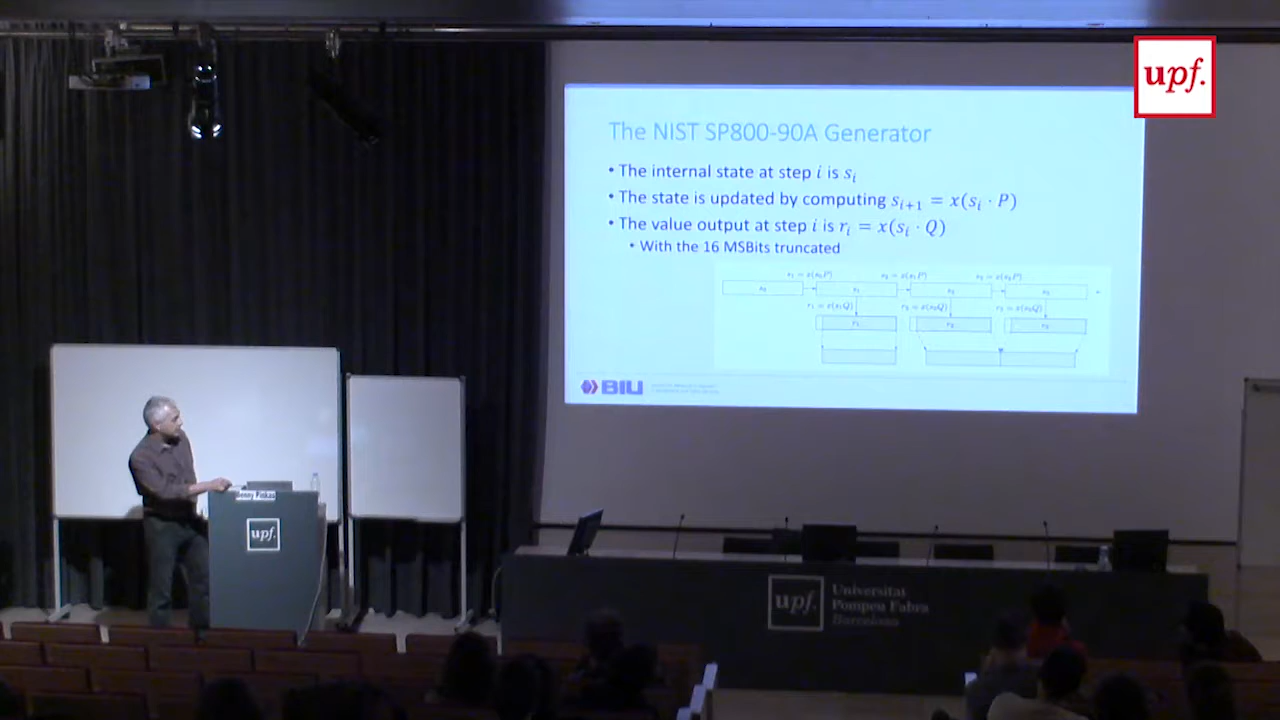 upf.
The NIST SP800-90A Generator
• The internal state at step i is sᵢ
• The state is updated by computing sᵢ₊₁ = x(sᵢ · P)
• The value output at step i is rᵢ = x(sᵢ · Q)
• With the 16 MSBits truncated
BIU
Benny Pinkas
upf.
upf.
Universitat
Pompeu Fabra
Barcelona